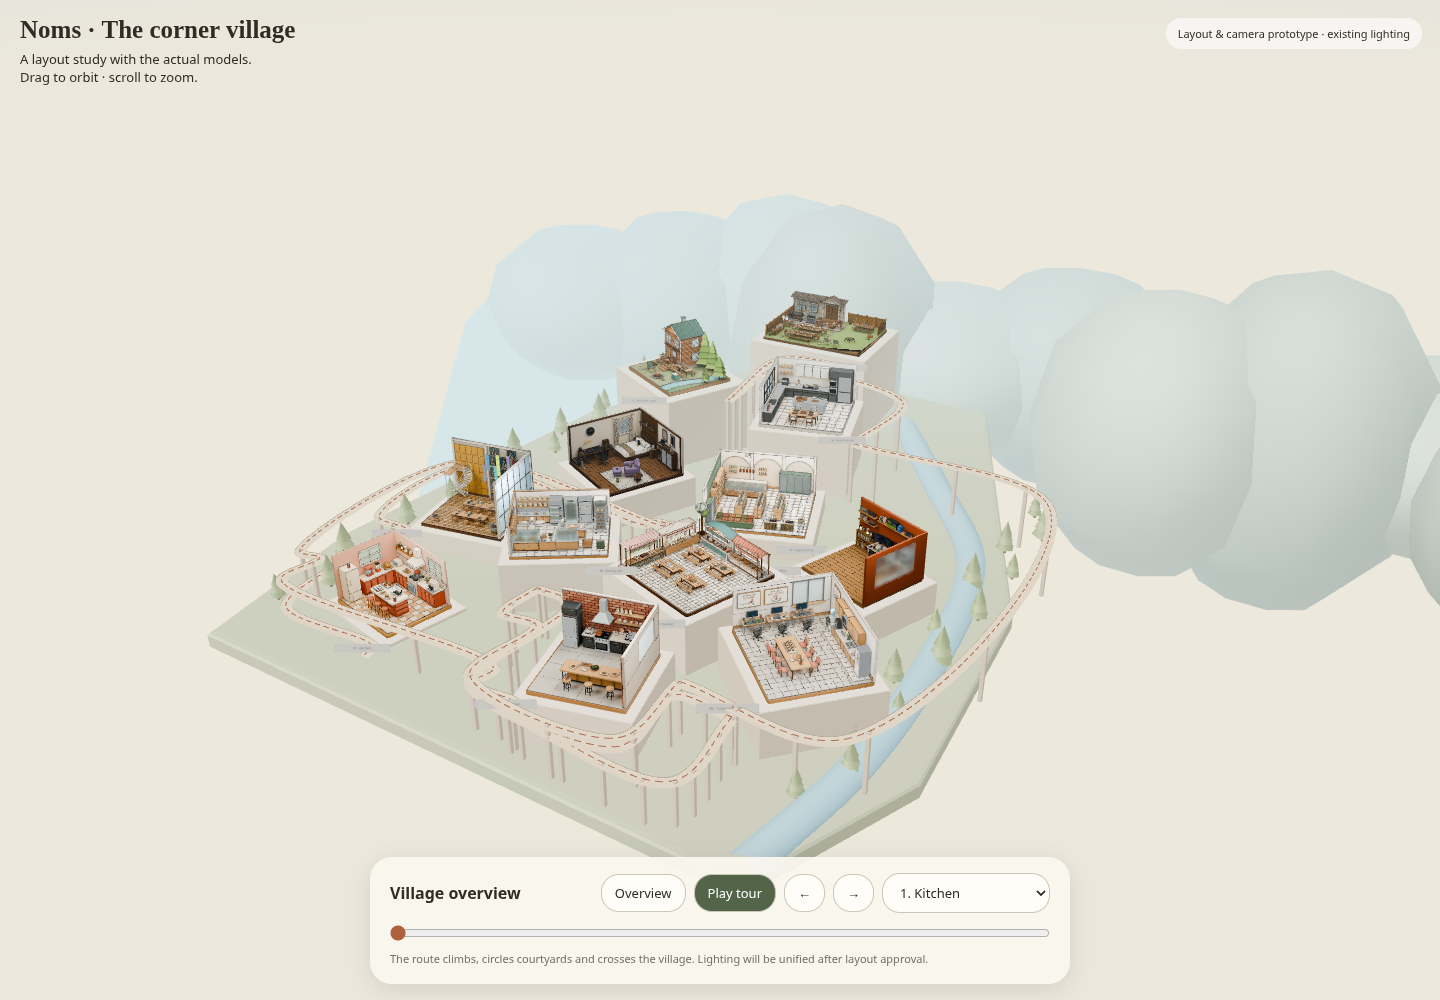 Noms · The corner village
A layout study with the actual models.
Drag to orbit · scroll to zoom.
Layout & camera prototype · existing lighting
Village overview
Overview
Play tour
←
→
1. Kitchen
The route climbs, circles courtyards and crosses the village. Lighting will be unified after layout approval.